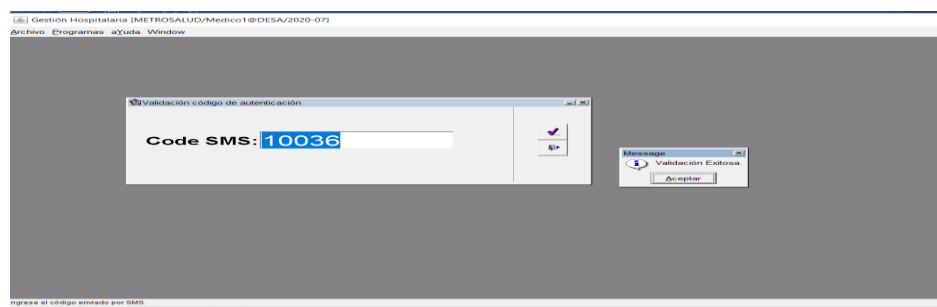 Gestión Hospitalaria [METROSALUD/Medico1@DESA/2020-07]
Archivo Programas aYuda Window
Validación código de autenticación
Code SMS: 10036
Message
Validación Exitosa.
Aceptar
ngrese el código enviado por SMS.